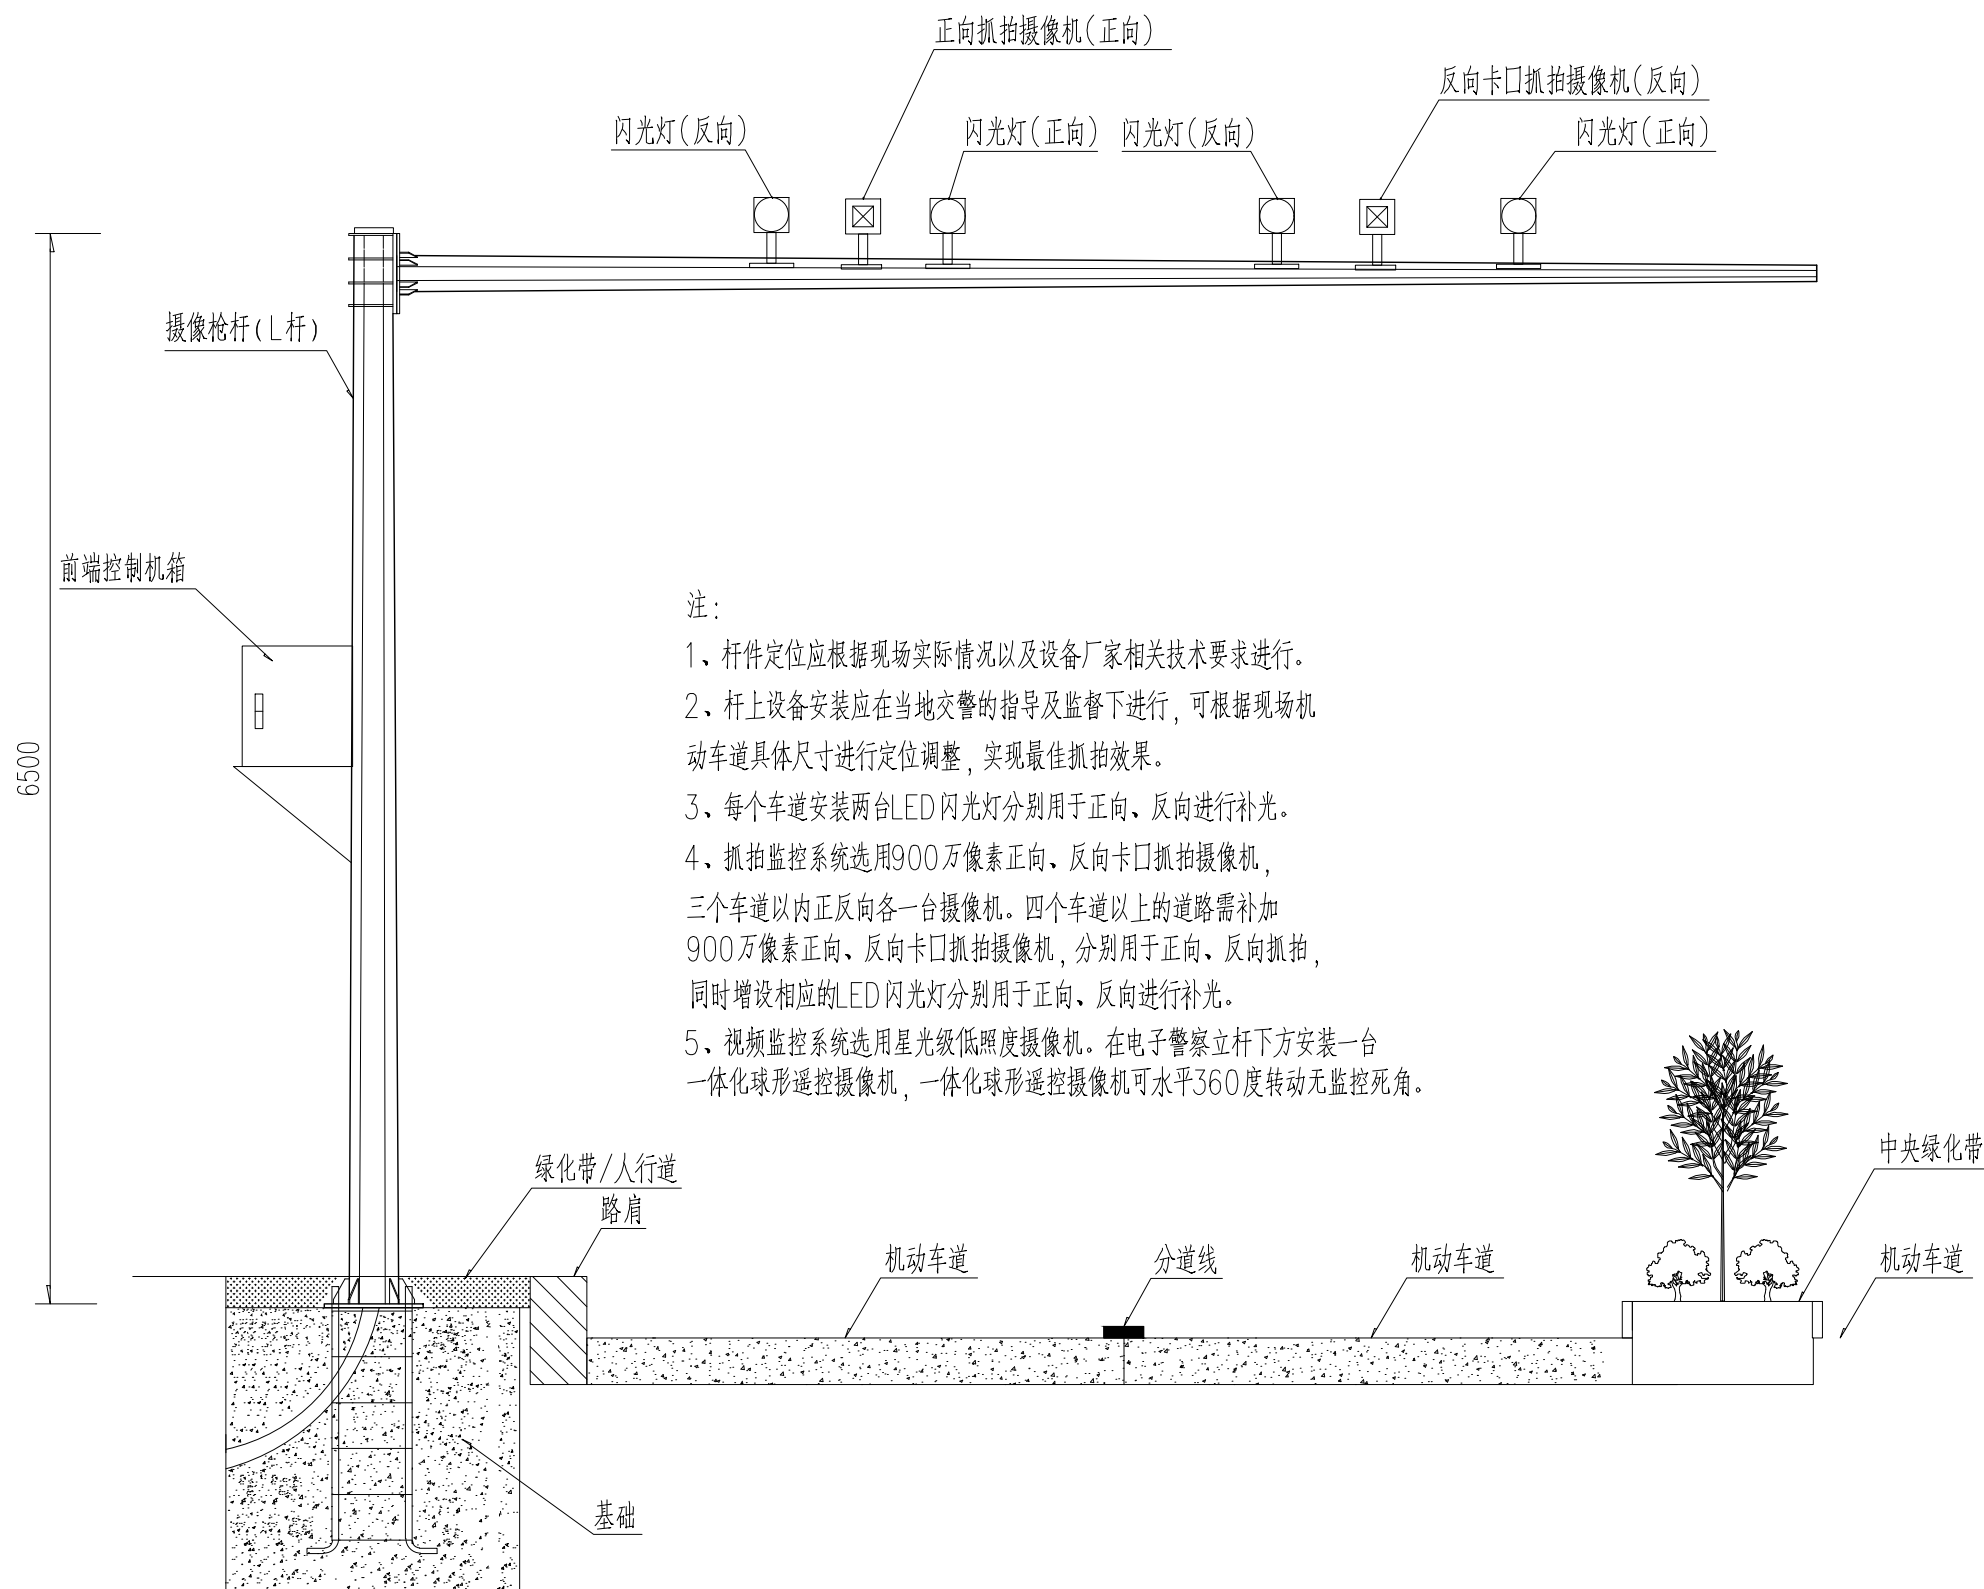 正向抓拍摄像机(正向)
反向卡口抓拍摄像机(反向)
闪光灯(反向)
闪光灯(正向)
闪光灯(反向)
闪光灯(正向)
摄像枪杆(L杆)
前端控制机箱
6500
注:
1、杆件定位应根据现场实际情况以及设备厂家相关技术要求进行。
2、杆上设备安装应在当地交警的指导及监督下进行,可根据现场机
动车道具体尺寸进行定位调整,实现最佳抓拍效果。
3、每个车道安装两台LED闪光灯分别用于正向、反向进行补光。
4、抓拍监控系统选用900万像素正向、反向卡口抓拍摄像机,
三个车道以内正反向各一台摄像机。四个车道以上的道路需补加
900万像素正向、反向卡口抓拍摄像机,分别用于正向、反向抓拍,
同时增设相应的LED闪光灯分别用于正向、反向进行补光。
5、视频监控系统选用星光级低照度摄像机。在电子警察立杆下方安装一台
一体化球形遥控摄像机,一体化球形遥控摄像机可水平360度转动无监控死角。
绿化带/人行道
路肩
机动车道
分道线
机动车道
中央绿化带
机动车道
基础